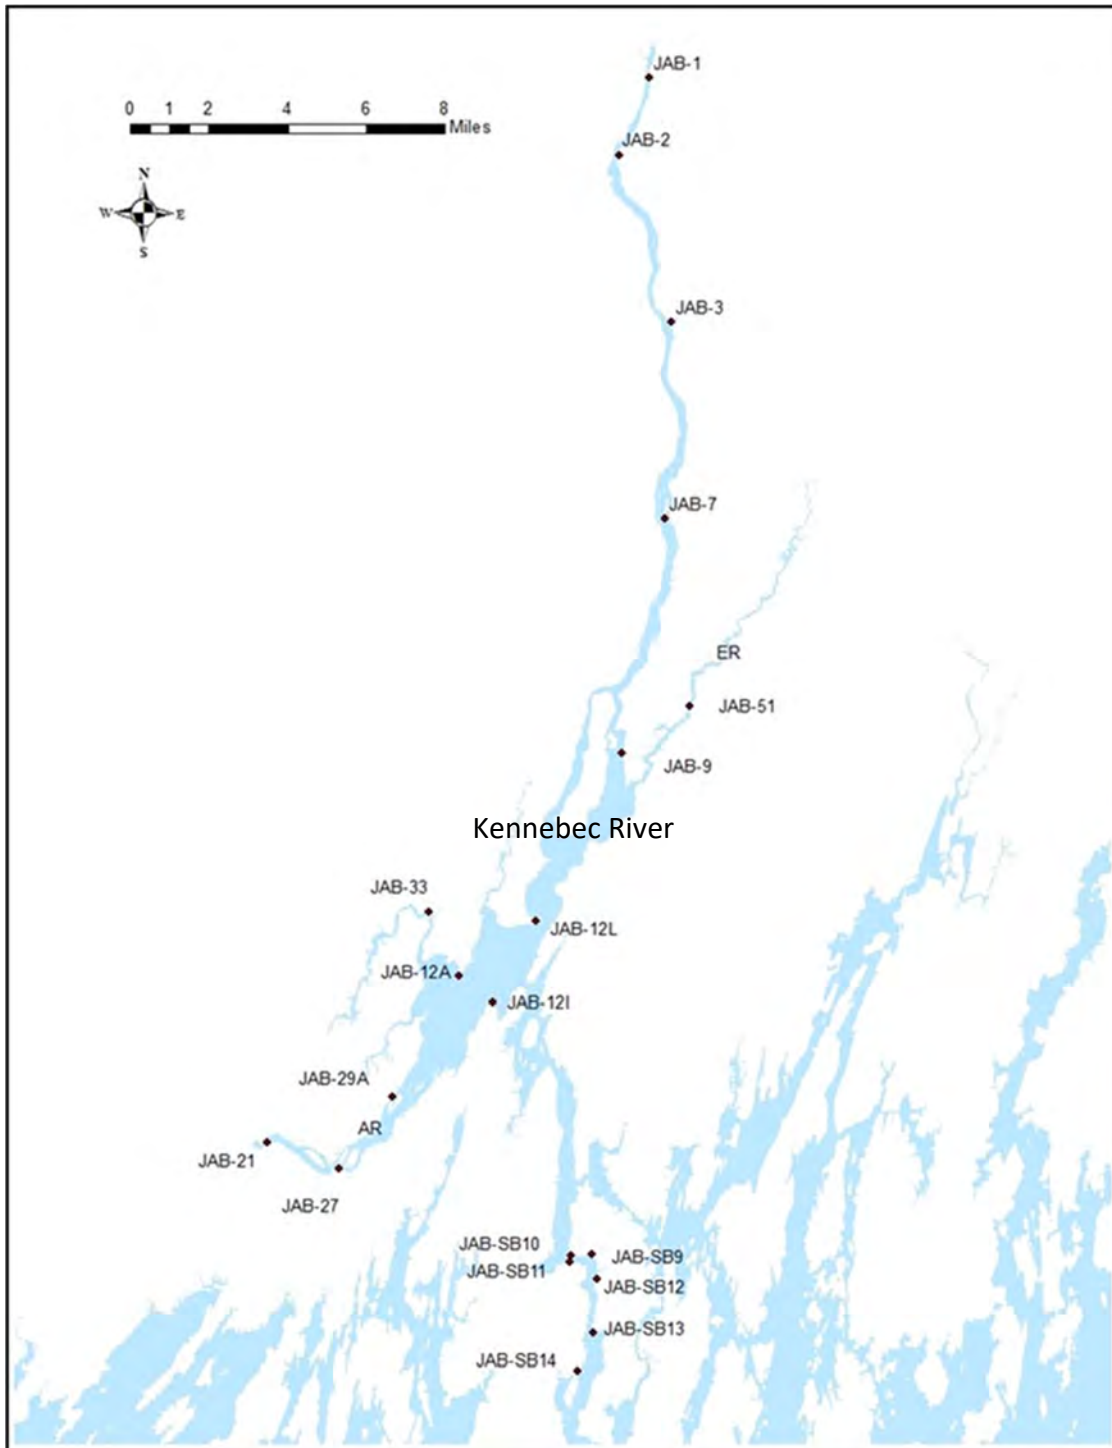 JAB-1
0 1 2 4 6 8
Miles
JAB-2
N
W E
S
JAB-3
JAB-7
ER
JAB-51
JAB-9
Kennebec River
JAB-33
JAB-12L
JAB-12A
JAB-12I
JAB-29A
AR
JAB-21
JAB-27
JAB-SB10
JAB-SB9
JAB-SB11
JAB-SB12
JAB-SB13
JAB-SB14